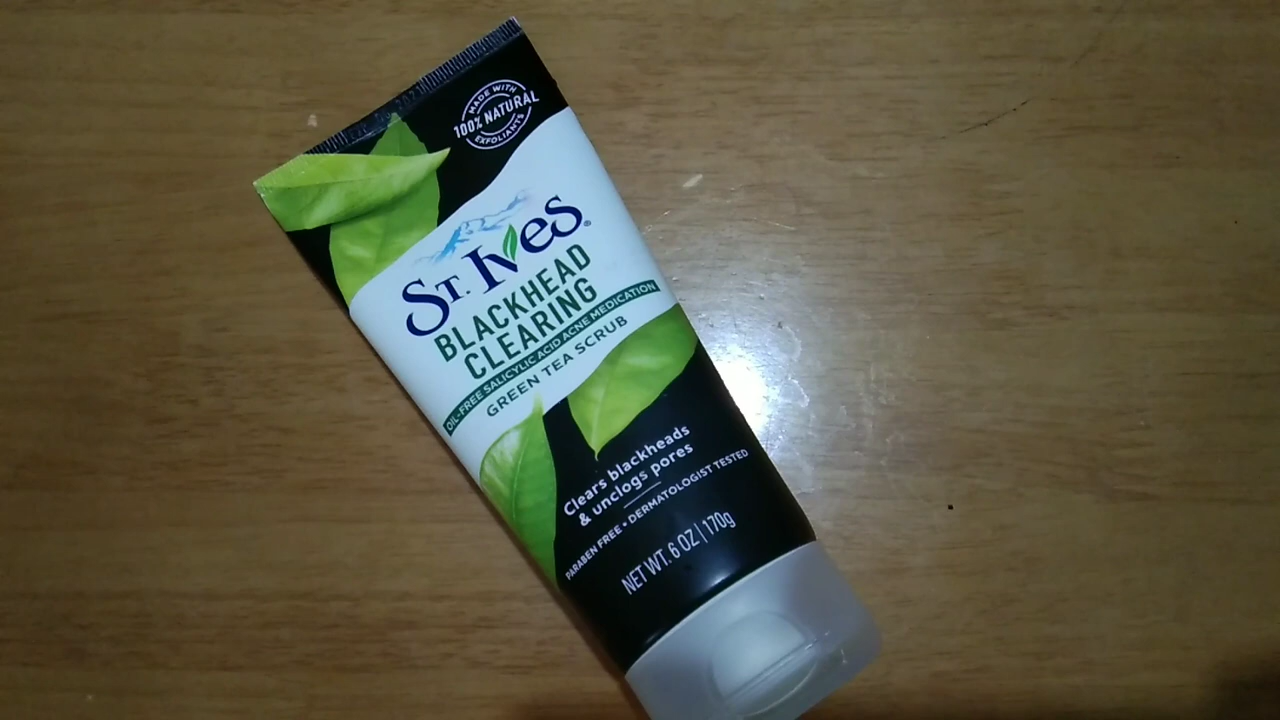 MADE WITH
100% NATURAL
EXFOLIANTS
ST. IVES®
BLACKHEAD
CLEARING
OIL-FREE SALICYLIC ACID ACNE MEDICATION
GREEN TEA SCRUB
Clears blackheads
& unclogs pores
PARABEN FREE • DERMATOLOGIST TESTED
NET WT. 6 OZ | 170g